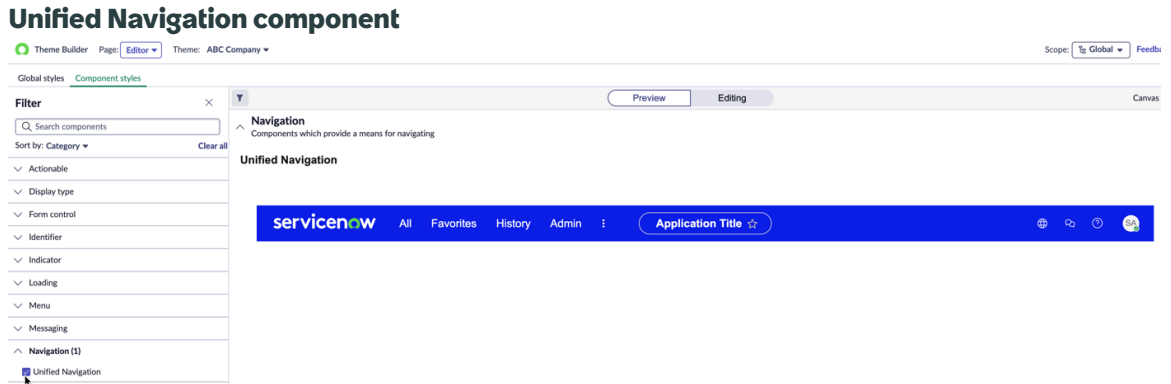 Unified Navigation component
Theme Builder Page: Editor Theme: ABC Company Scope: Global Feedba
Global styles Component styles
Filter
Preview Editing Canvas
Search components
Navigation
Components which provide a means for navigating
Sort by: Category Clear all
Unified Navigation
Actionable
Display type
Form control
Identifier
Indicator
Loading
Menu
Messaging
Navigation (1)
Unified Navigation
servicenow All Favorites History Admin Application Title SA